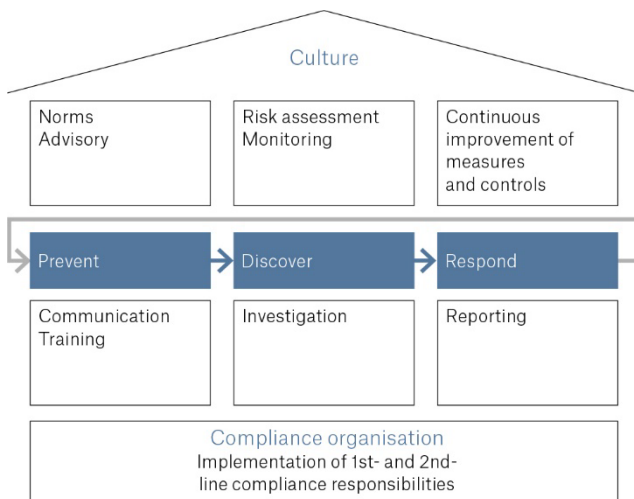 Culture
Norms
Advisory
Risk assessment
Monitoring
Continuous
improvement of
measures
and controls
Prevent
Discover
Respond
Communication
Training
Investigation
Reporting
Compliance organisation
Implementation of 1st- and 2nd-
line compliance responsibilities